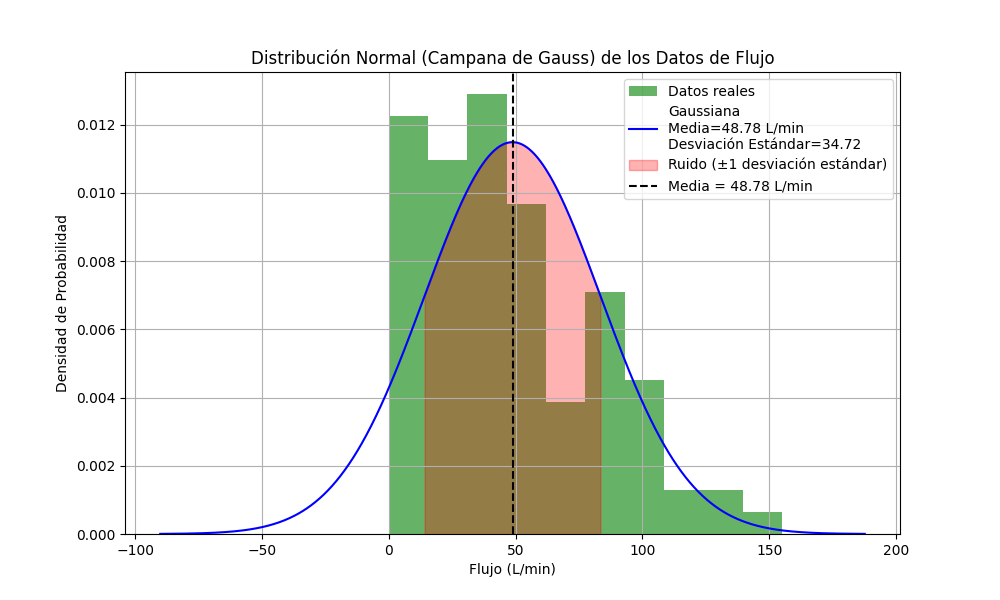 Distribución Normal (Campana de Gauss) de los Datos de Flujo
Datos reales
Gaussiana
Media=48.78 L/min
Desviación Estándar=34.72
Ruido (±1 desviación estándar)
Media = 48.78 L/min
Densidad de Probabilidad
0.012
0.010
0.008
0.006
0.004
0.002
0.000
−100
−50
0
50
100
150
200
Flujo (L/min)